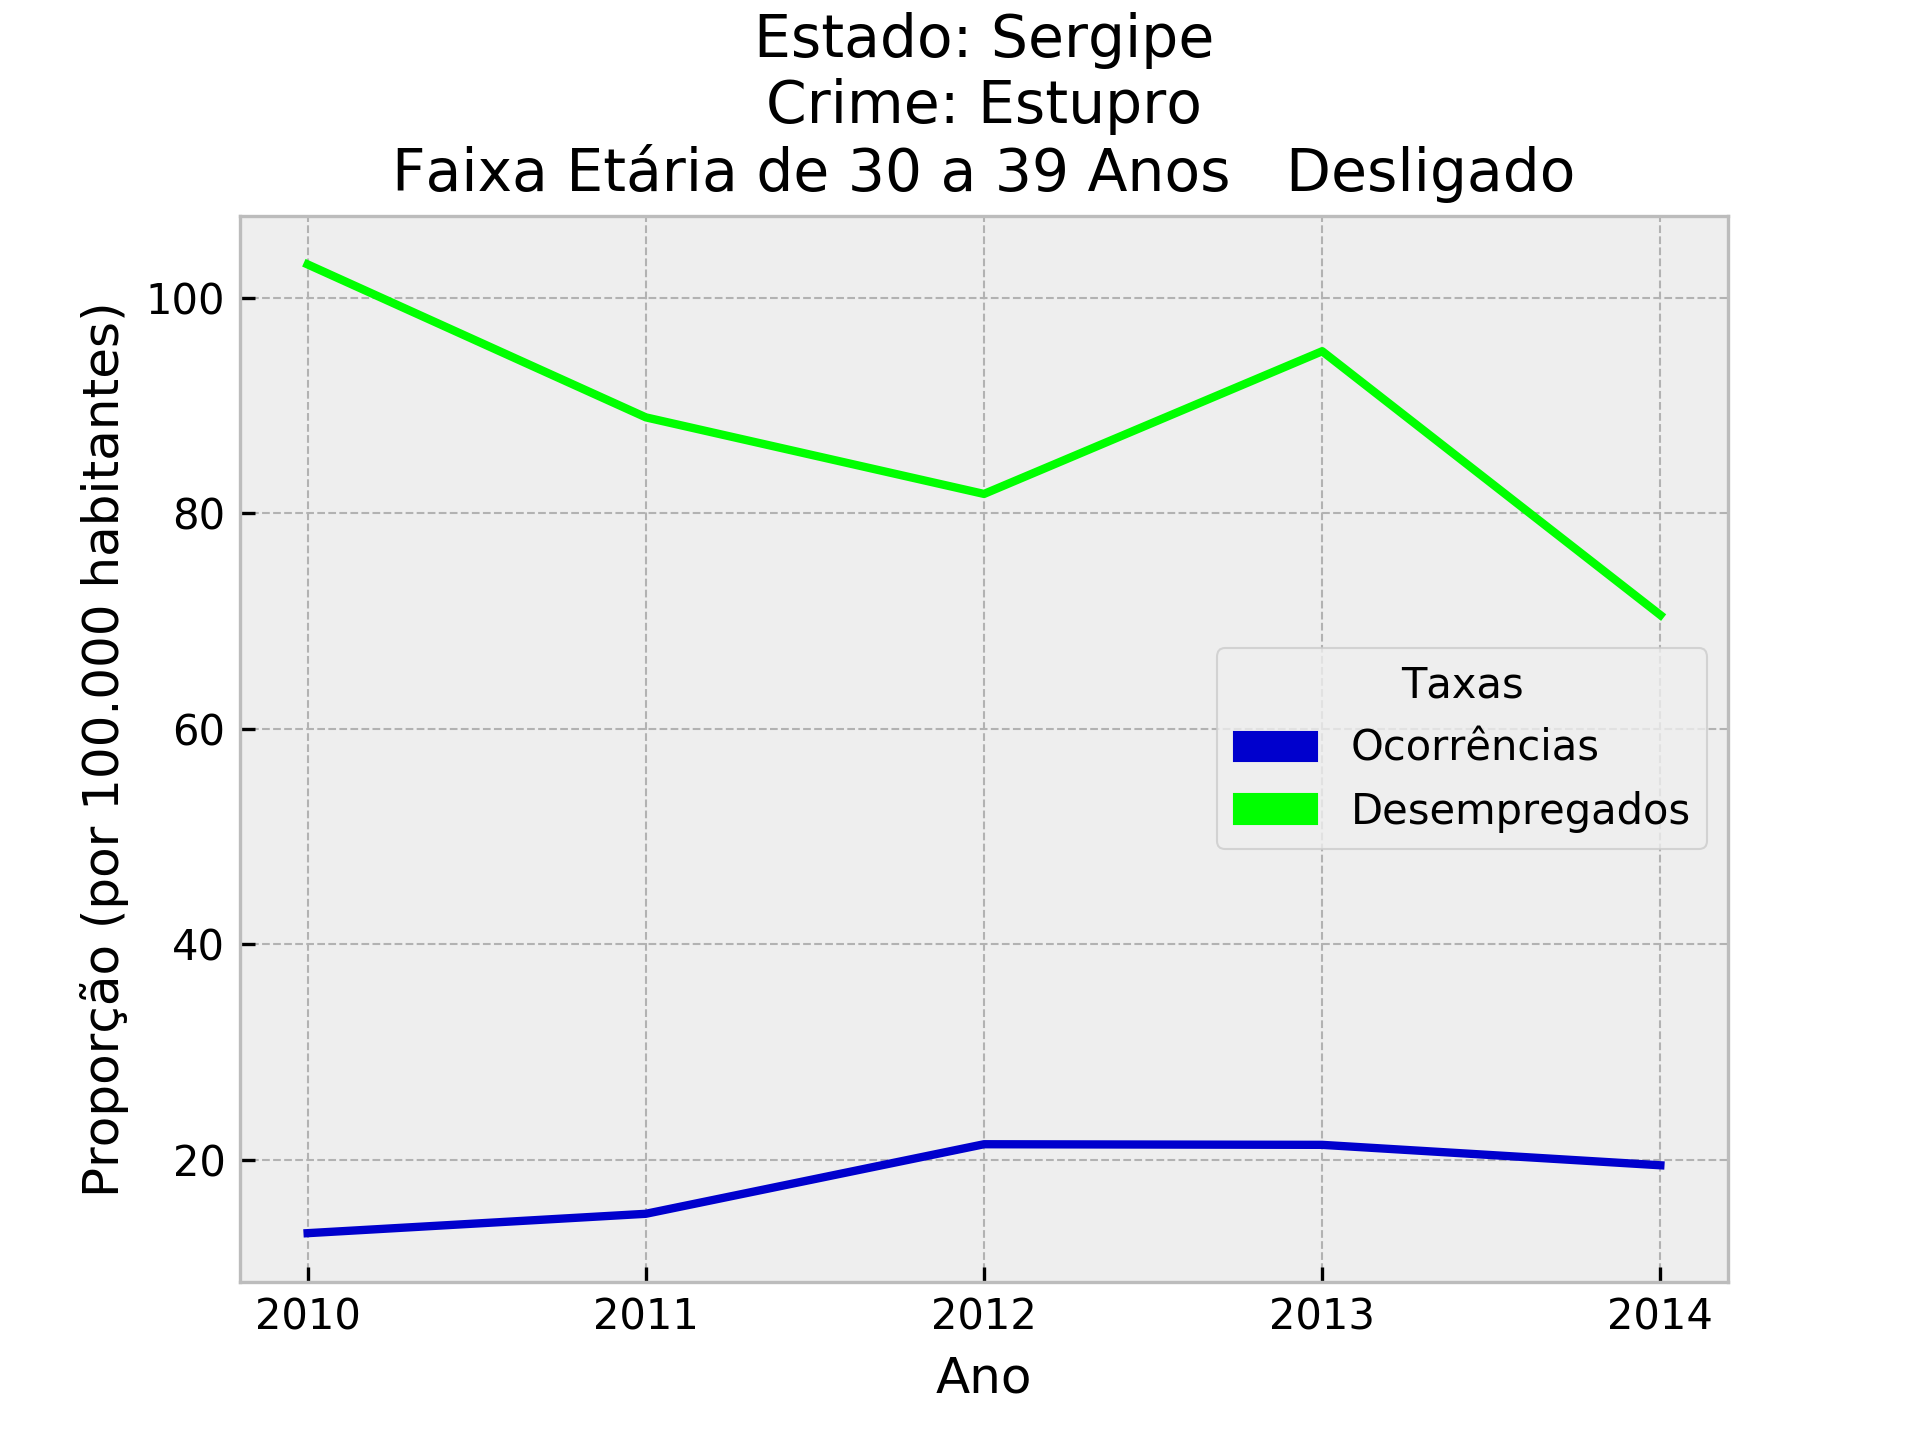 Estado: Sergipe
Crime: Estupro
Faixa Etária de 30 a 39 Anos   Desligado
Proporção (por 100.000 habitantes)
100
80
60
40
20
Taxas
Ocorrências
Desempregados
2010 2011 2012 2013 2014
Ano